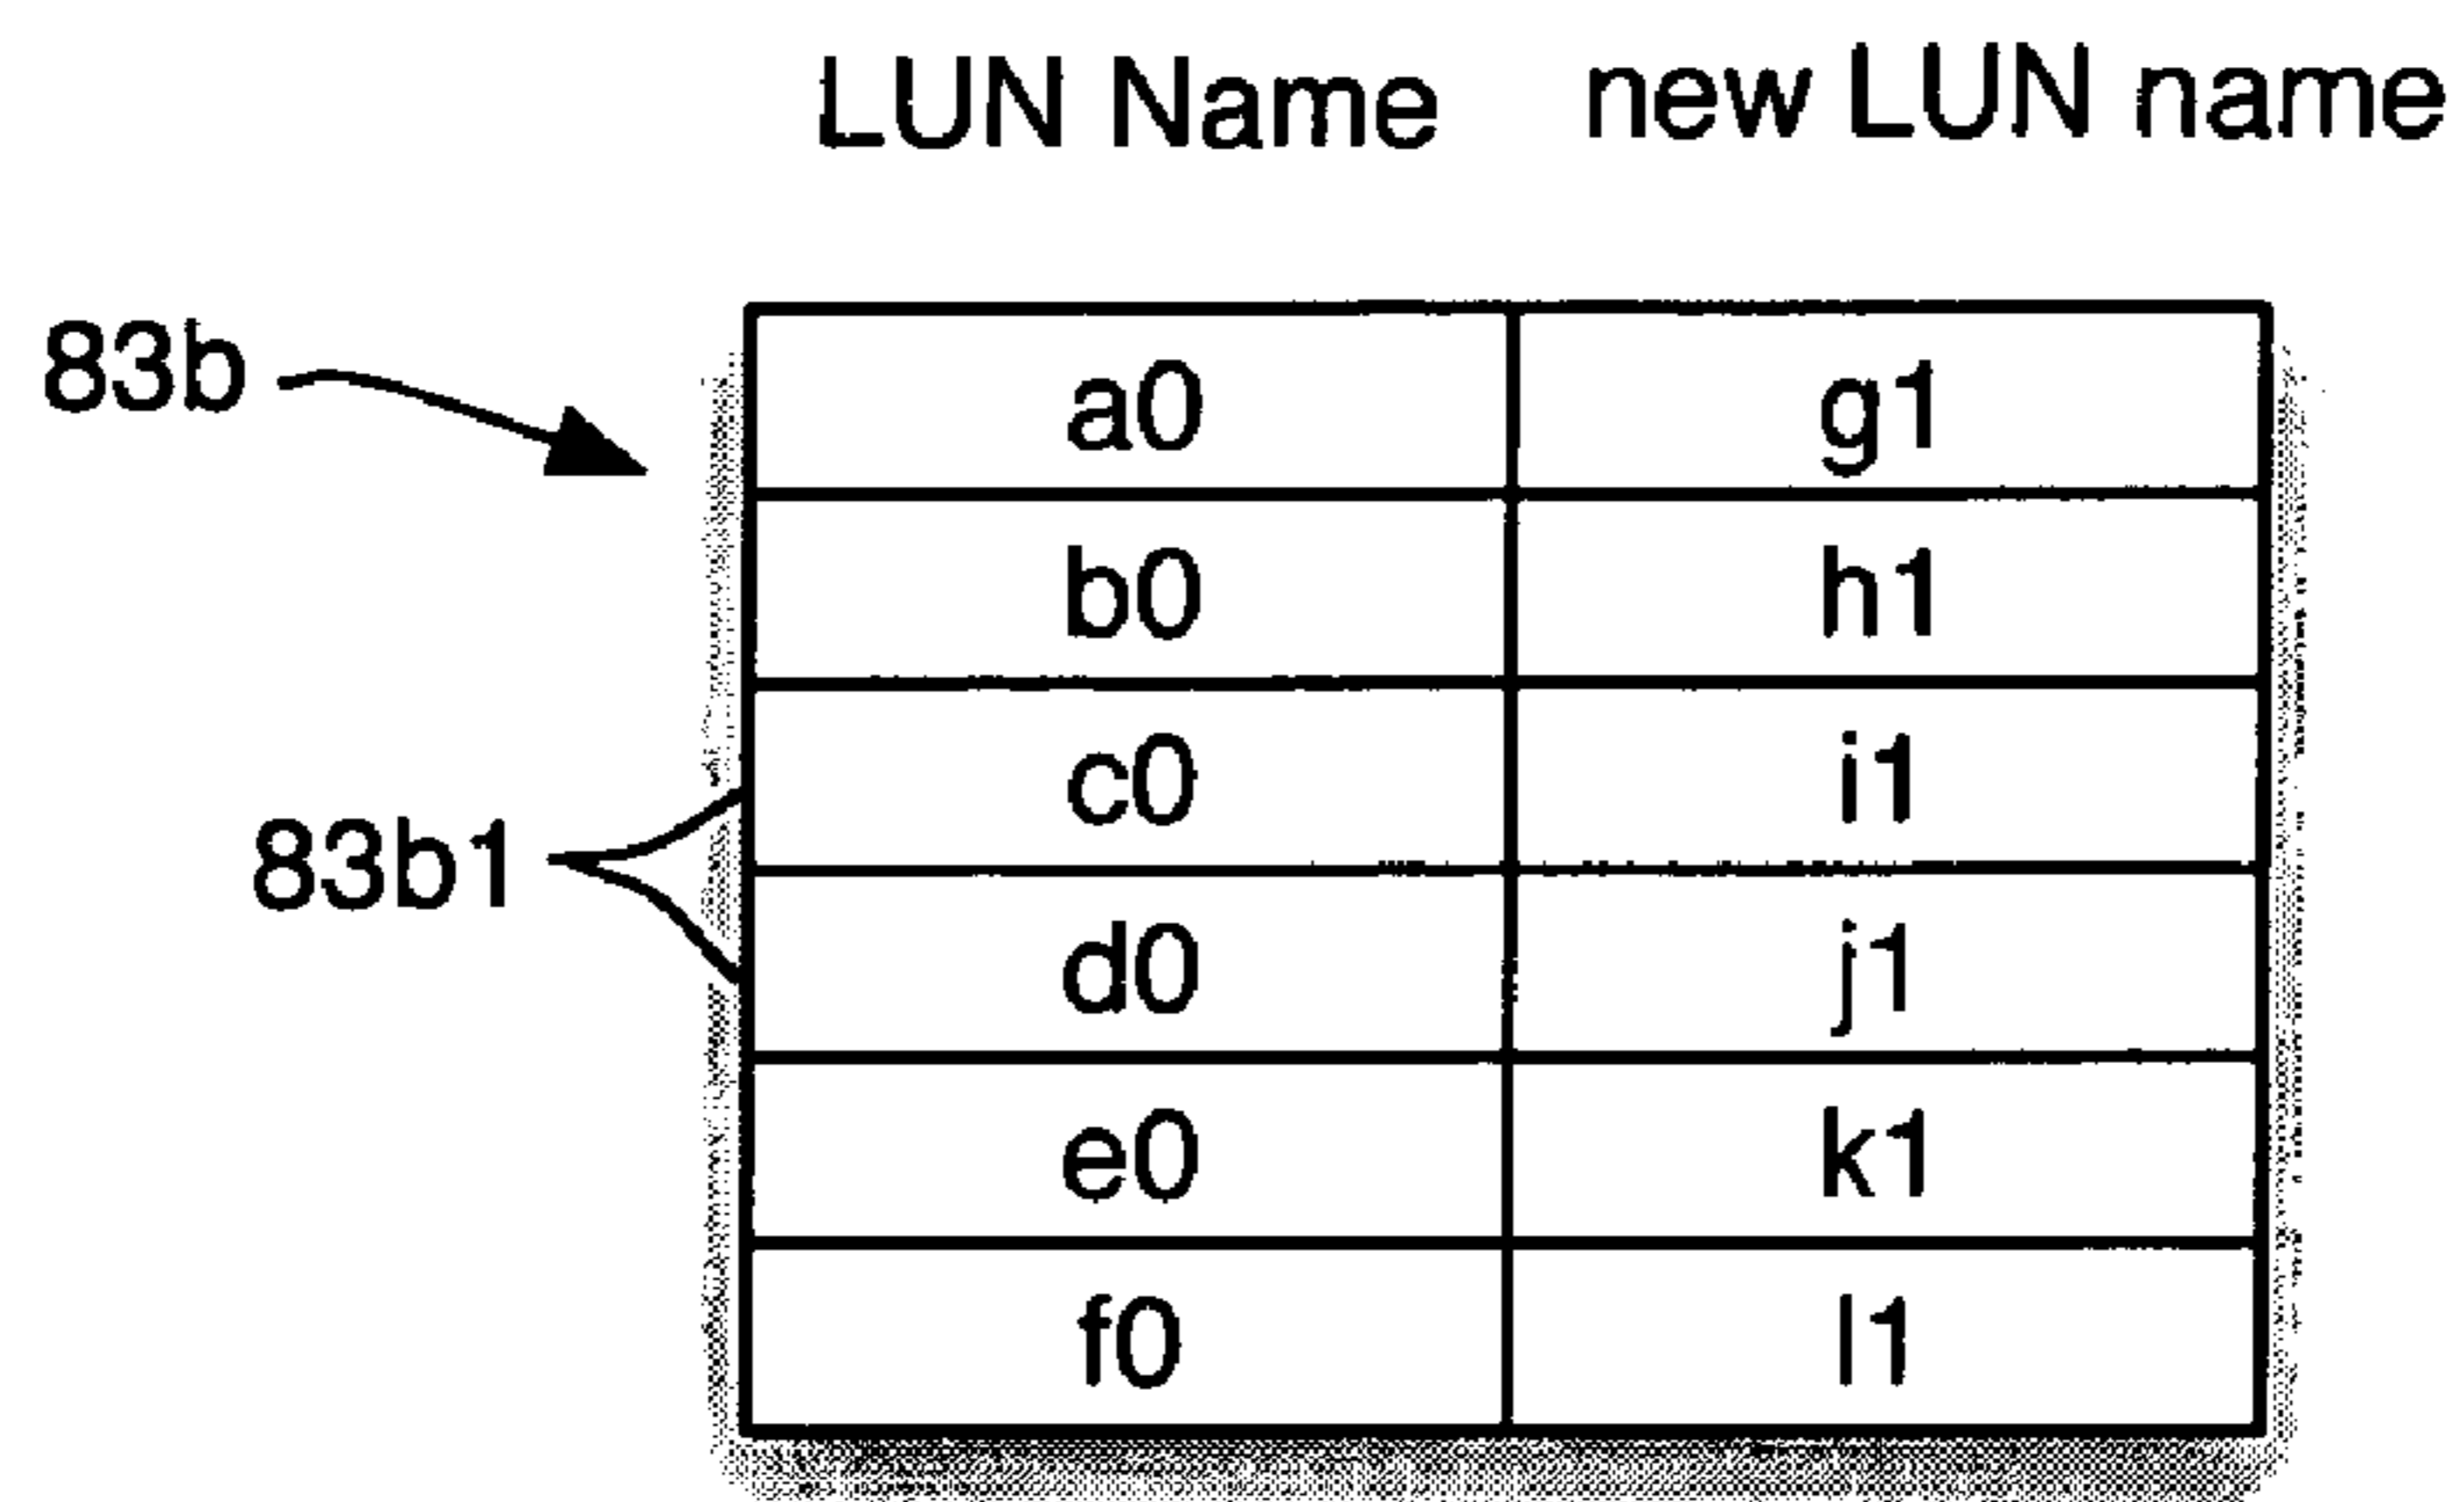 LUN Name new LUN name
83b
a0 g1
b0 h1
c0 i1
83b1
d0 j1
e0 k1
f0 l1